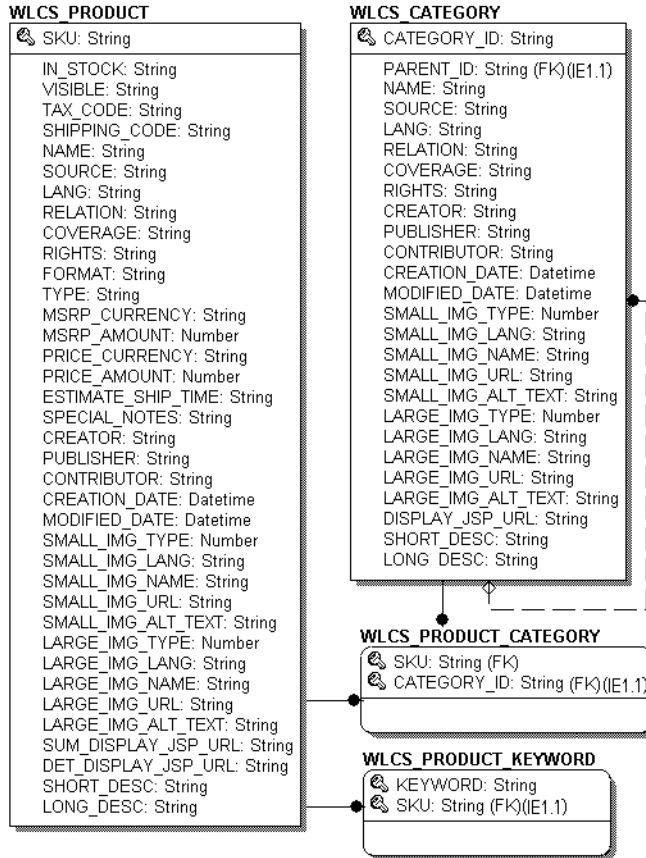 WLCS_PRODUCT
SKU: String
IN_STOCK: String
VISIBLE: String
TAX_CODE: String
SHIPPING_CODE: String
NAME: String
SOURCE: String
LANG: String
RELATION: String
COVERAGE: String
RIGHTS: String
FORMAT: String
TYPE: String
MSRP_CURRENCY: String
MSRP_AMOUNT: Number
PRICE_CURRENCY: String
PRICE_AMOUNT: Number
ESTIMATE_SHIP_TIME: String
SPECIAL_NOTES: String
CREATOR: String
PUBLISHER: String
CONTRIBUTOR: String
CREATION_DATE: Datetime
MODIFIED_DATE: Datetime
SMALL_IMG_TYPE: Number
SMALL_IMG_LANG: String
SMALL_IMG_NAME: String
SMALL_IMG_URL: String
SMALL_IMG_ALT_TEXT: String
LARGE_IMG_TYPE: Number
LARGE_IMG_LANG: String
LARGE_IMG_NAME: String
LARGE_IMG_URL: String
LARGE_IMG_ALT_TEXT: String
SUM_DISPLAY_JSP_URL: String
DET_DISPLAY_JSP_URL: String
SHORT_DESC: String
LONG_DESC: String
WLCS_CATEGORY
CATEGORY_ID: String
PARENT_ID: String (FK)(IE1.1)
NAME: String
SOURCE: String
LANG: String
RELATION: String
COVERAGE: String
RIGHTS: String
CREATOR: String
PUBLISHER: String
CONTRIBUTOR: String
CREATION_DATE: Datetime
MODIFIED_DATE: Datetime
SMALL_IMG_TYPE: Number
SMALL_IMG_LANG: String
SMALL_IMG_NAME: String
SMALL_IMG_URL: String
SMALL_IMG_ALT_TEXT: String
LARGE_IMG_TYPE: Number
LARGE_IMG_LANG: String
LARGE_IMG_NAME: String
LARGE_IMG_URL: String
LARGE_IMG_ALT_TEXT: String
DISPLAY_JSP_URL: String
SHORT_DESC: String
LONG_DESC: String
WLCS_PRODUCT_CATEGORY
SKU: String (FK)
CATEGORY_ID: String (FK)(IE1.1)
WLCS_PRODUCT_KEYWORD
KEYWORD: String
SKU: String (FK)(IE1.1)